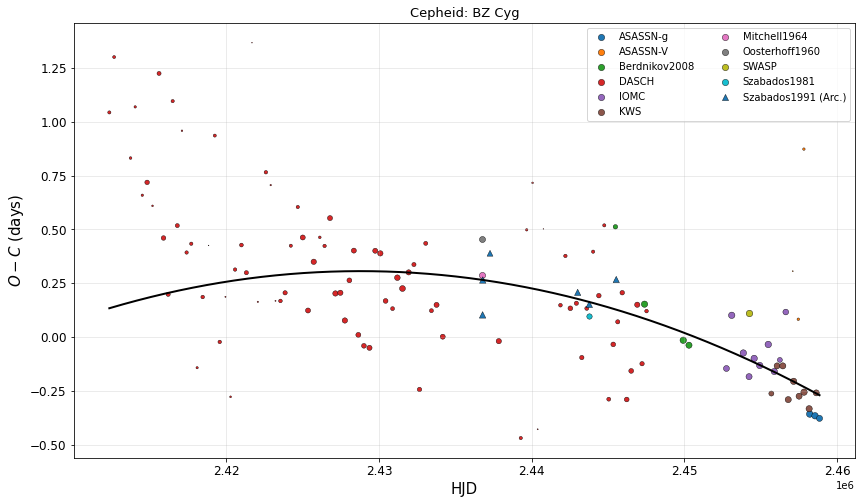 Cepheid: BZ Cyg
ASASSN-g
ASASSN-V
Berdnikov2008
DASCH
IOMC
KWS
Mitchell1964
Oosterhoff1960
SWASP
Szabados1981
Szabados1991 (Arc.)
O − C (days)
1.25
1.00
0.75
0.50
0.25
0.00
−0.25
−0.50
2.42
2.43
2.44
2.45
2.46
1e6
HJD